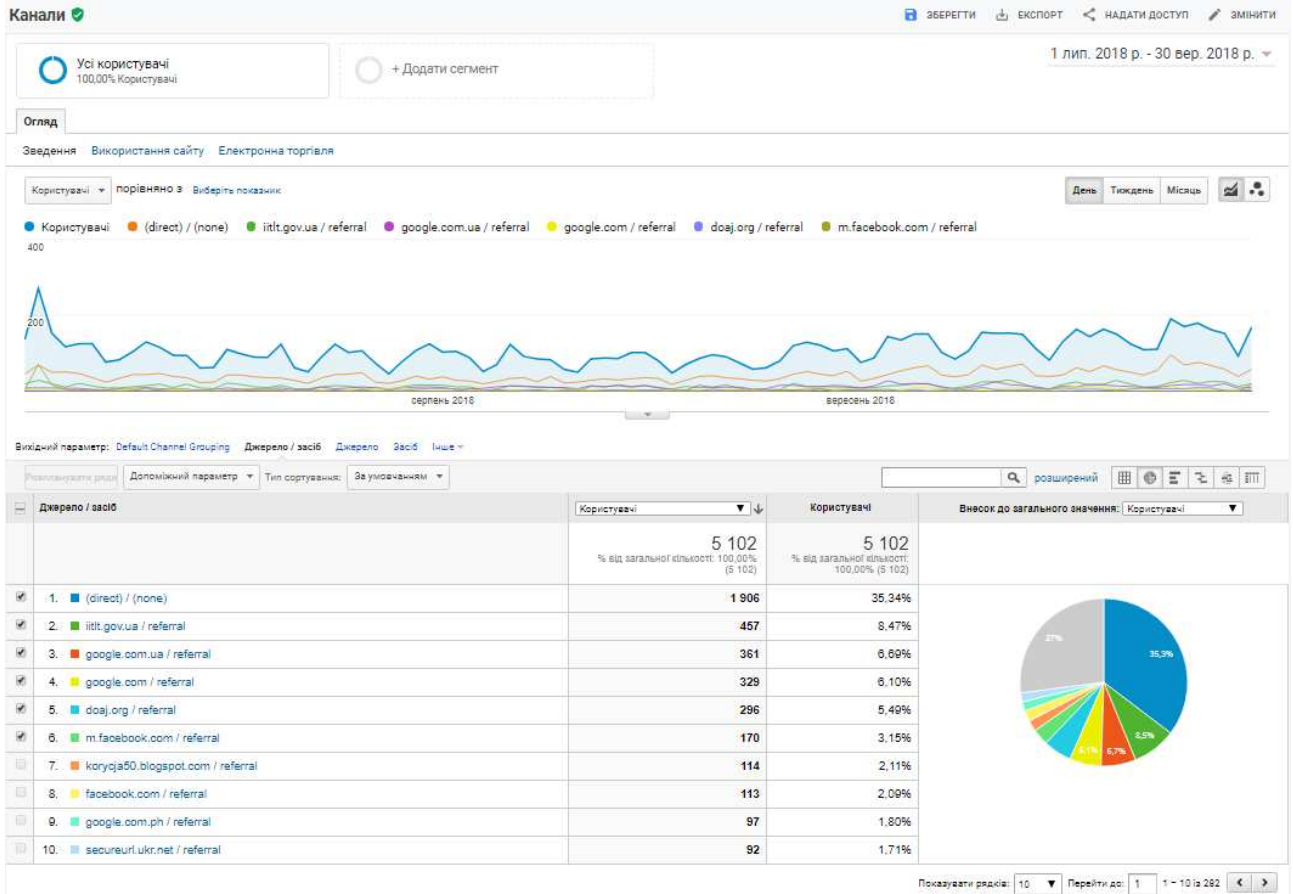 Канали
ЗБЕРЕГТИ ЕКСПОРТ НАДАТИ ДОСТУП ЗМІНИТИ
Усі користувачі
100,00% Користувачі
+ Додати сегмент
1 лип. 2018 р. - 30 вер. 2018 р.
Огляд
Зведення Використання сайту Електронна торгівля
Користувачі порівняно з Виберіть показник
День Тиждень Місяць
Користувачі (direct) / (none) iitlt.gov.ua / referral google.com.ua / referral google.com / referral doaj.org / referral m.facebook.com / referral
400
200
серпень 2018 вересень 2018
Вихідний параметр: Default Channel Grouping Джерело / засіб Джерело Засіб Інше
Допоміжний параметр Тип сортування: За умовчанням
розширений
Джерело / засіб Користувачі Користувачі Внесок до загального значення: Користувачі
5 102 5 102
% від загальної кількості: 100,00% (5 102)
% від загальної кількості: 100,00% (5 102)
1. (direct) / (none) 1 906 35,34%
2. iitlt.gov.ua / referral 457 8,47%
3. google.com.ua / referral 361 6,69%
4. google.com / referral 329 6,10%
5. doaj.org / referral 296 5,49%
6. m.facebook.com / referral 170 3,15%
7. korycja50.blogspot.com / referral 114 2,11%
8. facebook.com / referral 113 2,09%
9. google.com.ph / referral 97 1,80%
10. secureurl.ukr.net / referral 92 1,71%
27%
35,3%
8,5%
6,7%
6,1%
Показувати рядків: 10 Перейти до: 1 1 – 10 із 282